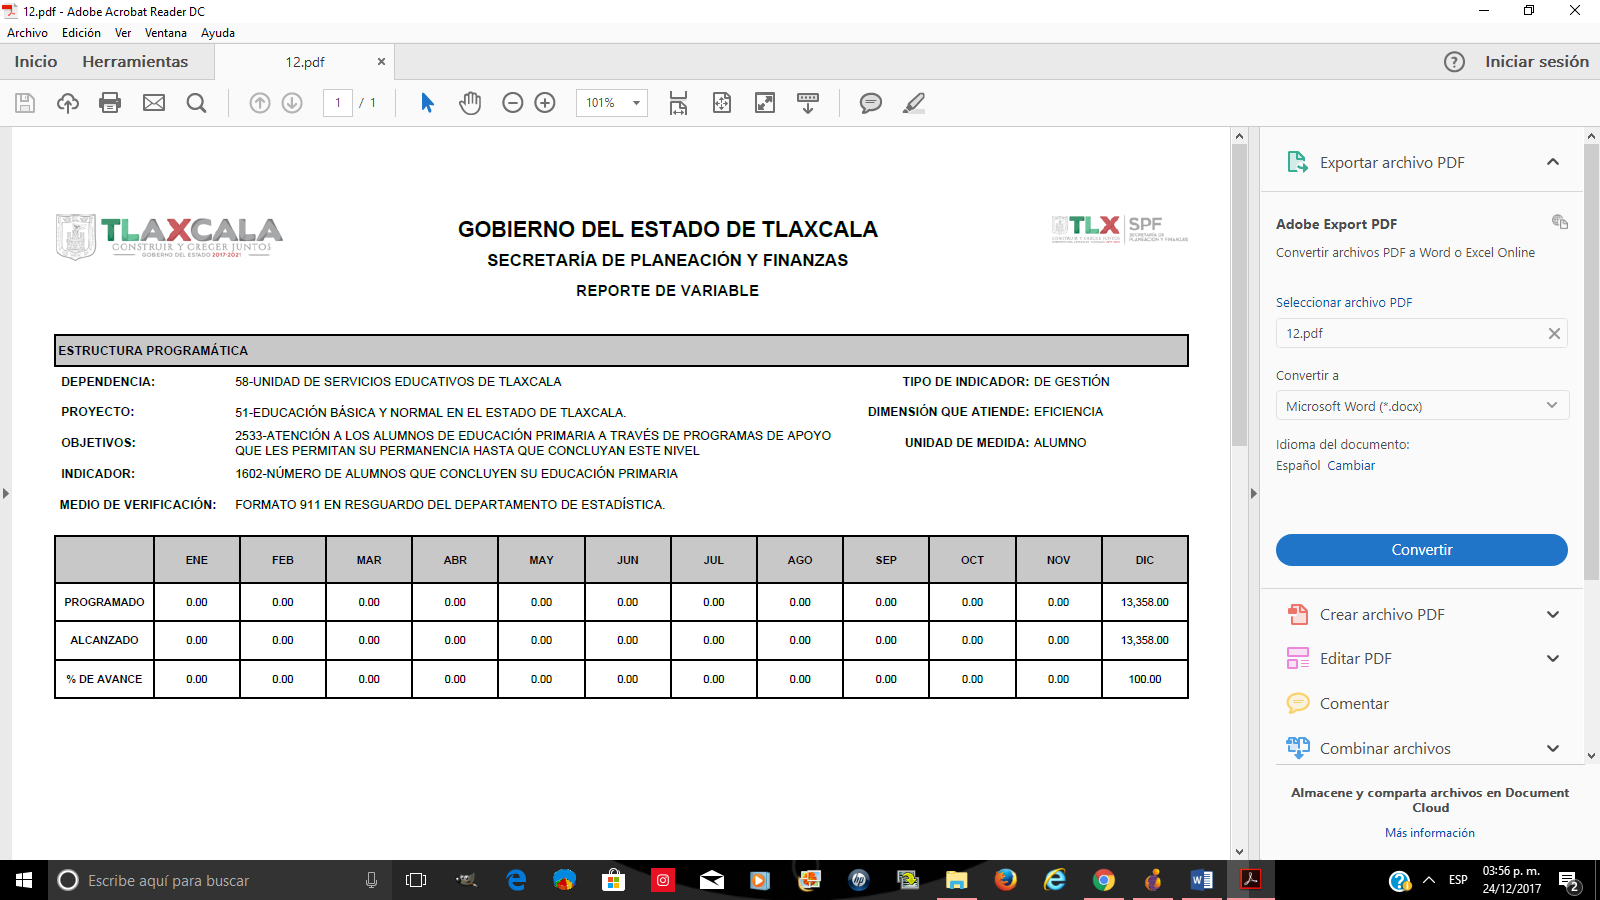 12.pdf - Adobe Acrobat Reader DC
Archivo Edición Ver Ventana Ayuda
Inicio Herramientas 12.pdf × Iniciar sesión
1 / 1 101%
TLAXCALA
CONSTRUIR Y CRECER JUNTOS
GOBIERNO DEL ESTADO 2017-2021
GOBIERNO DEL ESTADO DE TLAXCALA
SECRETARÍA DE PLANEACIÓN Y FINANZAS
REPORTE DE VARIABLE
TLX
CONSTRUIR Y CRECER JUNTOS
SPF
SECRETARÍA DE
PLANEACIÓN Y FINANZAS
ESTRUCTURA PROGRAMÁTICA
DEPENDENCIA: 58-UNIDAD DE SERVICIOS EDUCATIVOS DE TLAXCALA TIPO DE INDICADOR: DE GESTIÓN
PROYECTO: 51-EDUCACIÓN BÁSICA Y NORMAL EN EL ESTADO DE TLAXCALA. DIMENSIÓN QUE ATIENDE: EFICIENCIA
OBJETIVOS: 2533-ATENCIÓN A LOS ALUMNOS DE EDUCACIÓN PRIMARIA A TRAVÉS DE PROGRAMAS DE APOYO
QUE LES PERMITAN SU PERMANENCIA HASTA QUE CONCLUYAN ESTE NIVEL UNIDAD DE MEDIDA: ALUMNO
INDICADOR: 1602-NÚMERO DE ALUMNOS QUE CONCLUYEN SU EDUCACIÓN PRIMARIA
MEDIO DE VERIFICACIÓN: FORMATO 911 EN RESGUARDO DEL DEPARTAMENTO DE ESTADÍSTICA.
ENE FEB MAR ABR MAY JUN JUL AGO SEP OCT NOV DIC
PROGRAMADO 0.00 0.00 0.00 0.00 0.00 0.00 0.00 0.00 0.00 0.00 0.00 13,358.00
ALCANZADO 0.00 0.00 0.00 0.00 0.00 0.00 0.00 0.00 0.00 0.00 0.00 13,358.00
% DE AVANCE 0.00 0.00 0.00 0.00 0.00 0.00 0.00 0.00 0.00 0.00 0.00 100.00
Exportar archivo PDF
Adobe Export PDF
Convertir archivos PDF a Word o Excel Online
Seleccionar archivo PDF
12.pdf
Convertir a
Microsoft Word (*.docx)
Idioma del documento:
Español Cambiar
Convertir
Crear archivo PDF
Editar PDF
Comentar
Combinar archivos
Almacene y comparta archivos en Document
Cloud
Más información
Escribe aquí para buscar
ESP
03:56 p. m.
24/12/2017
2